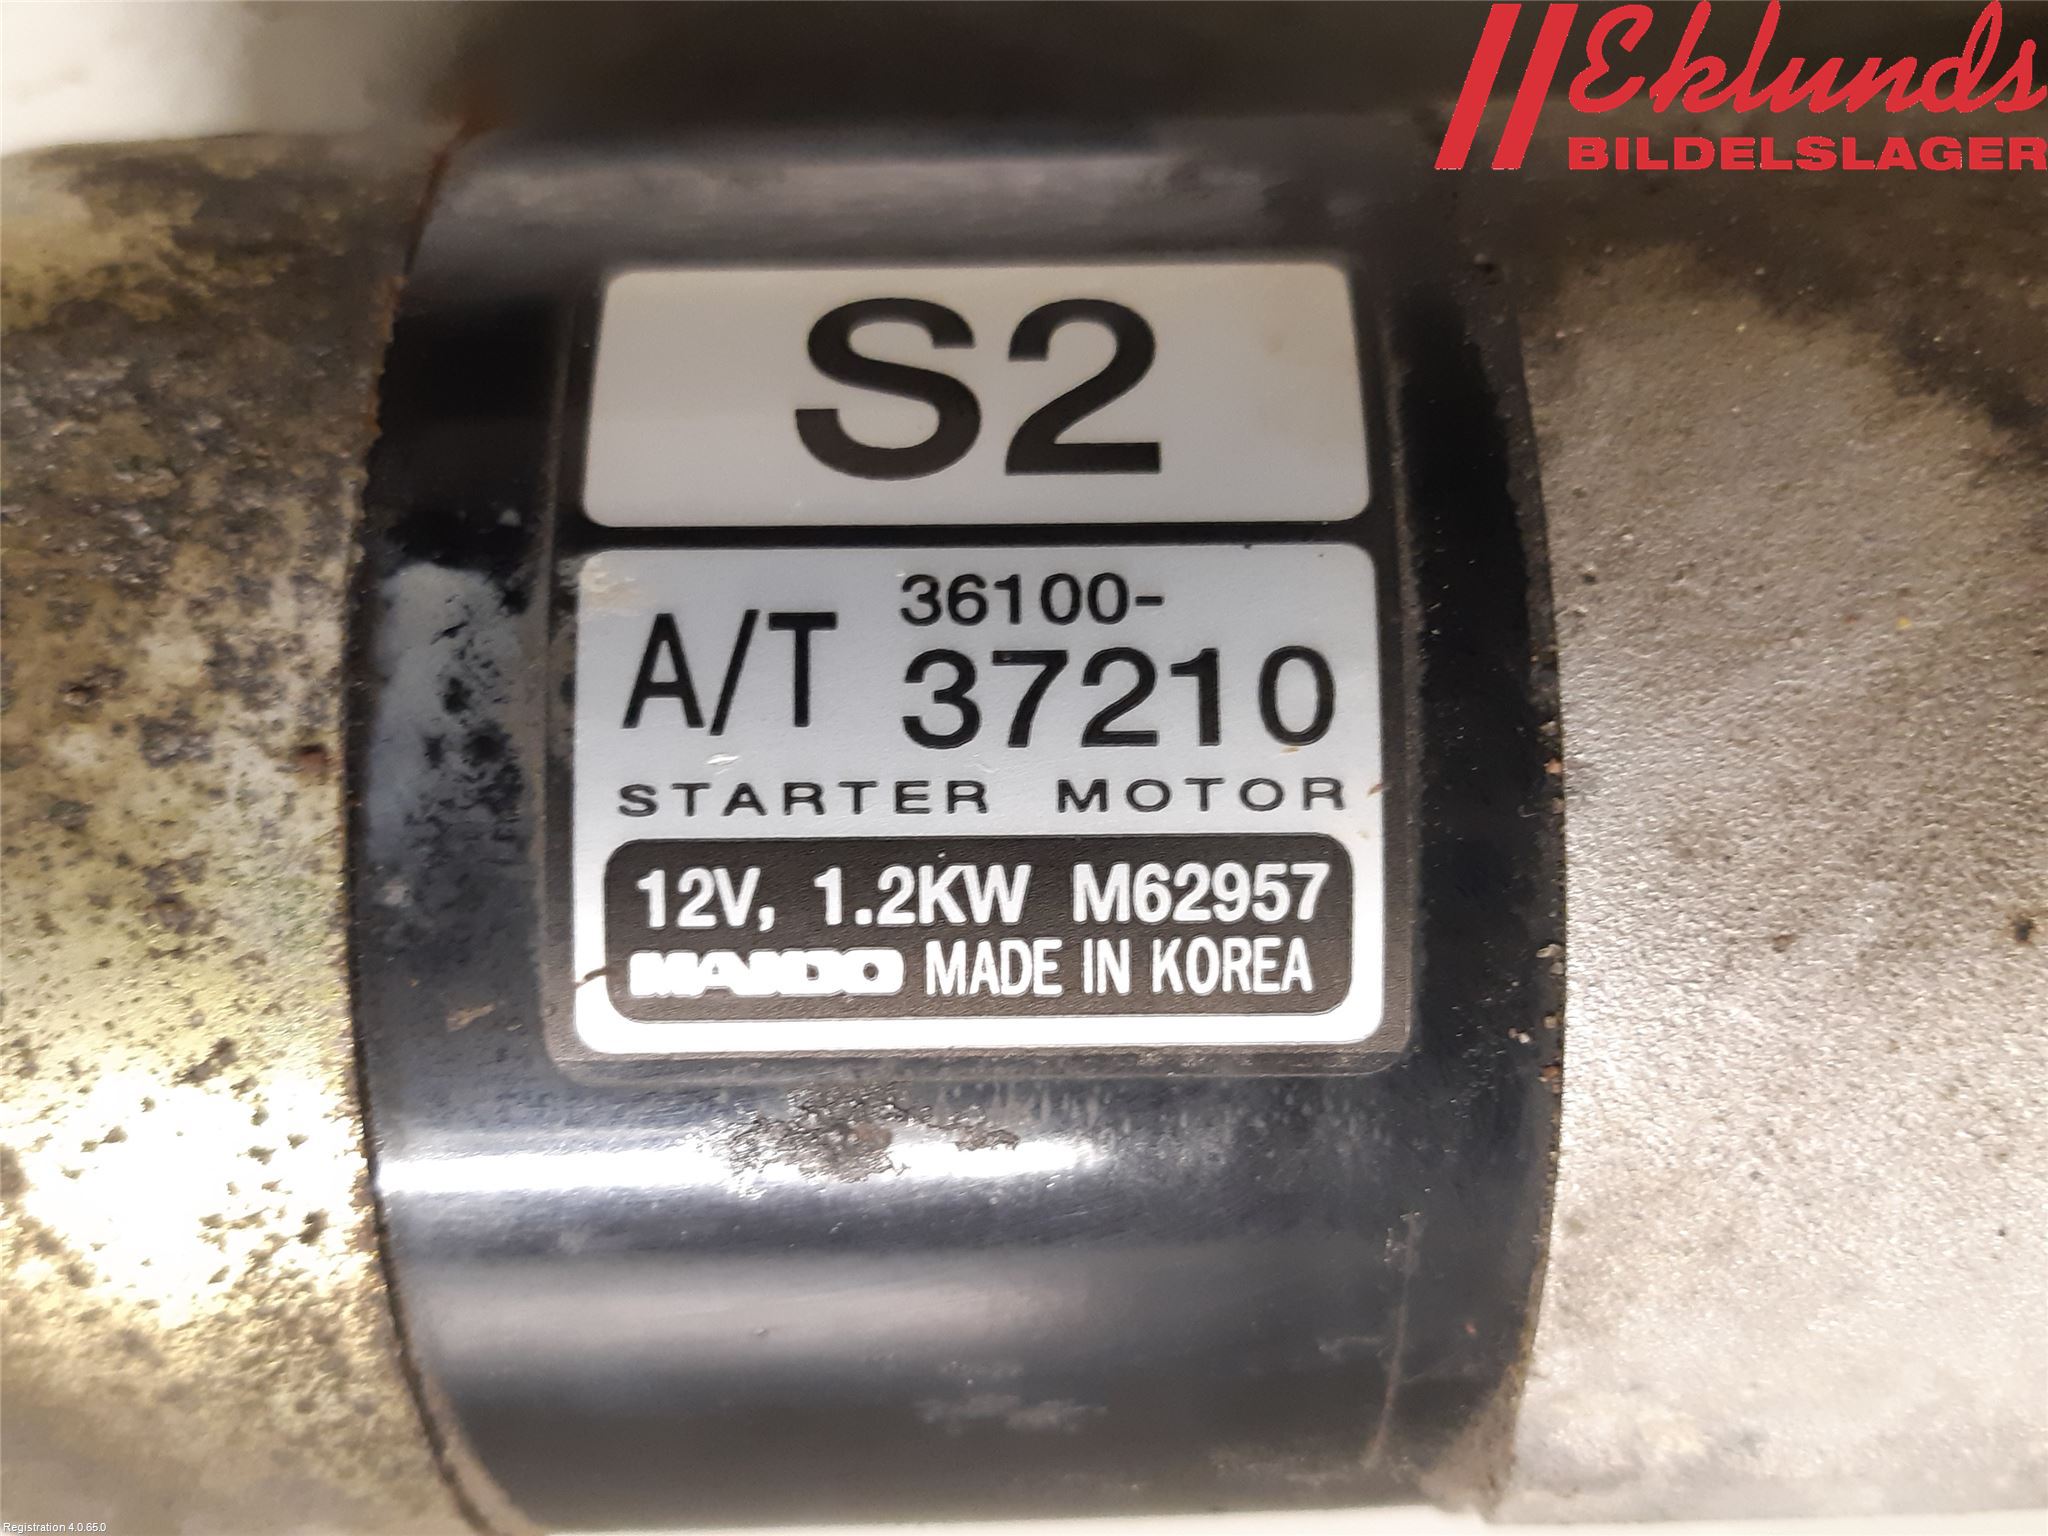 Eklunds
BILDELSLAGER
S2
A/T 36100-
37210
STARTER MOTOR
12V, 1.2KW M62957
MANDO MADE IN KOREA
Registration 4.0.65.0